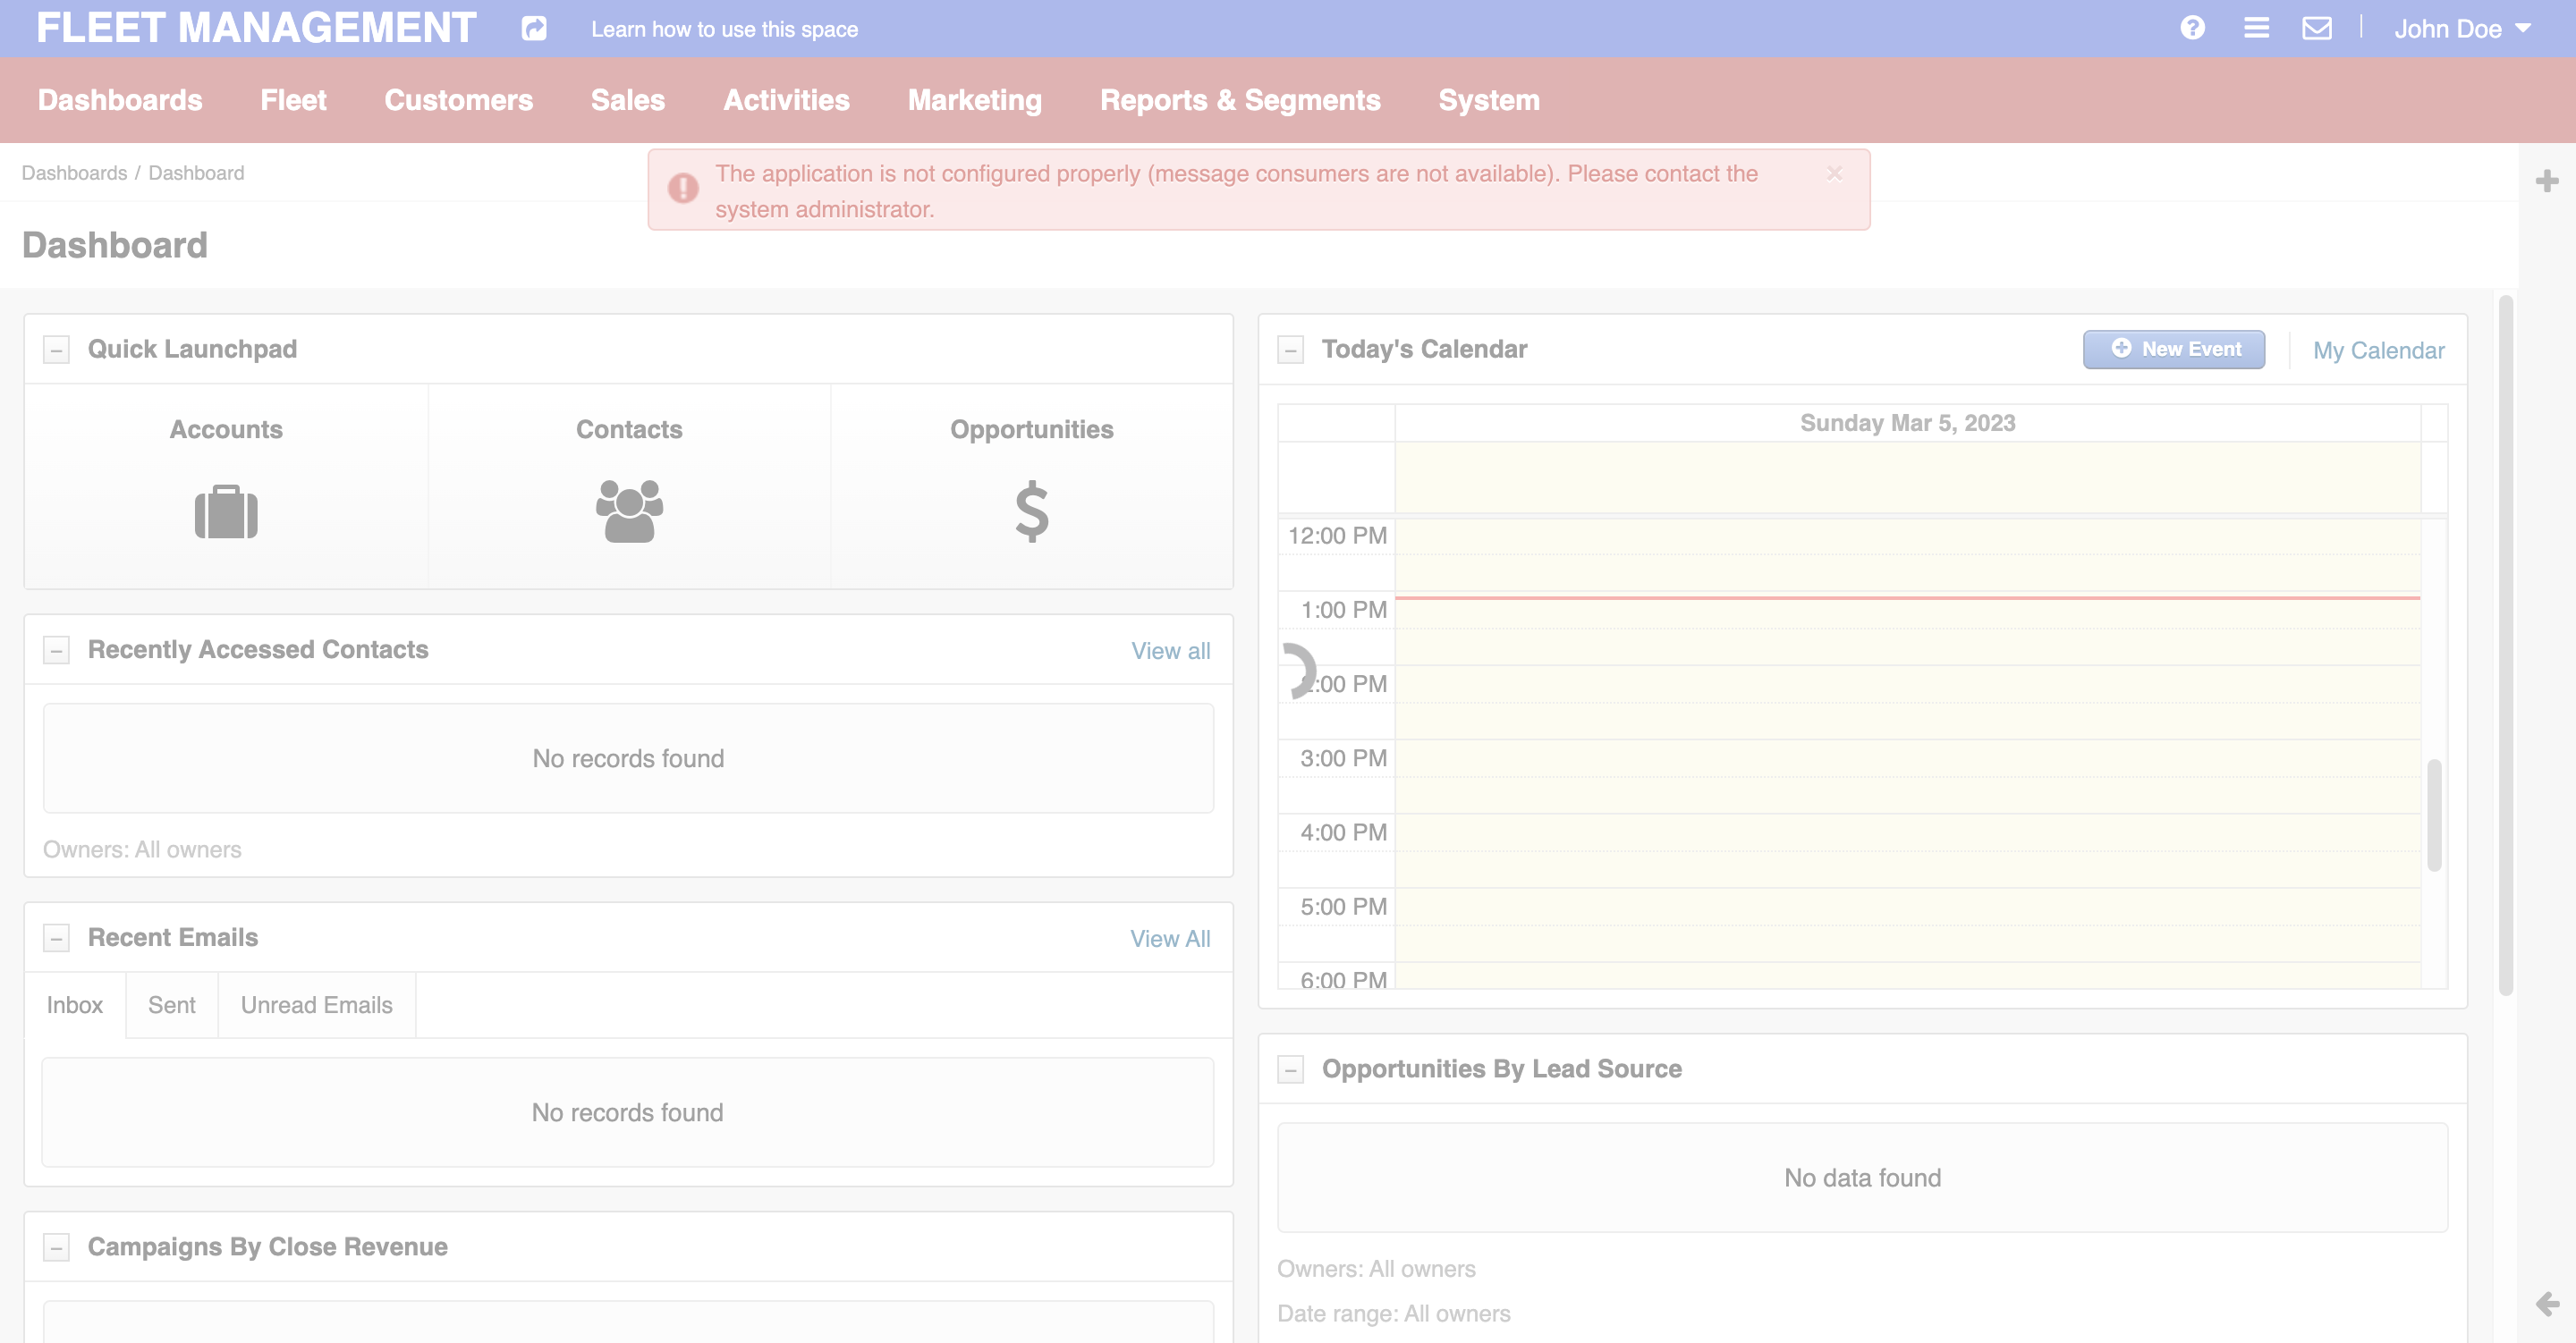 FLEET MANAGEMENT
Learn how to use this space
John Doe
Dashboards Fleet Customers Sales Activities Marketing Reports & Segments System
Dashboards / Dashboard
The application is not configured properly (message consumers are not available). Please contact the
system administrator.
Dashboard
Quick Launchpad
Accounts
Contacts
Opportunities
Recently Accessed Contacts
View all
No records found
Owners: All owners
Recent Emails
View All
Inbox
Sent
Unread Emails
No records found
Campaigns By Close Revenue
Today's Calendar
New Event
My Calendar
Sunday Mar 5, 2023
12:00 PM
1:00 PM
:00 PM
3:00 PM
4:00 PM
5:00 PM
6:00 PM
Opportunities By Lead Source
No data found
Owners: All owners
Date range: All owners